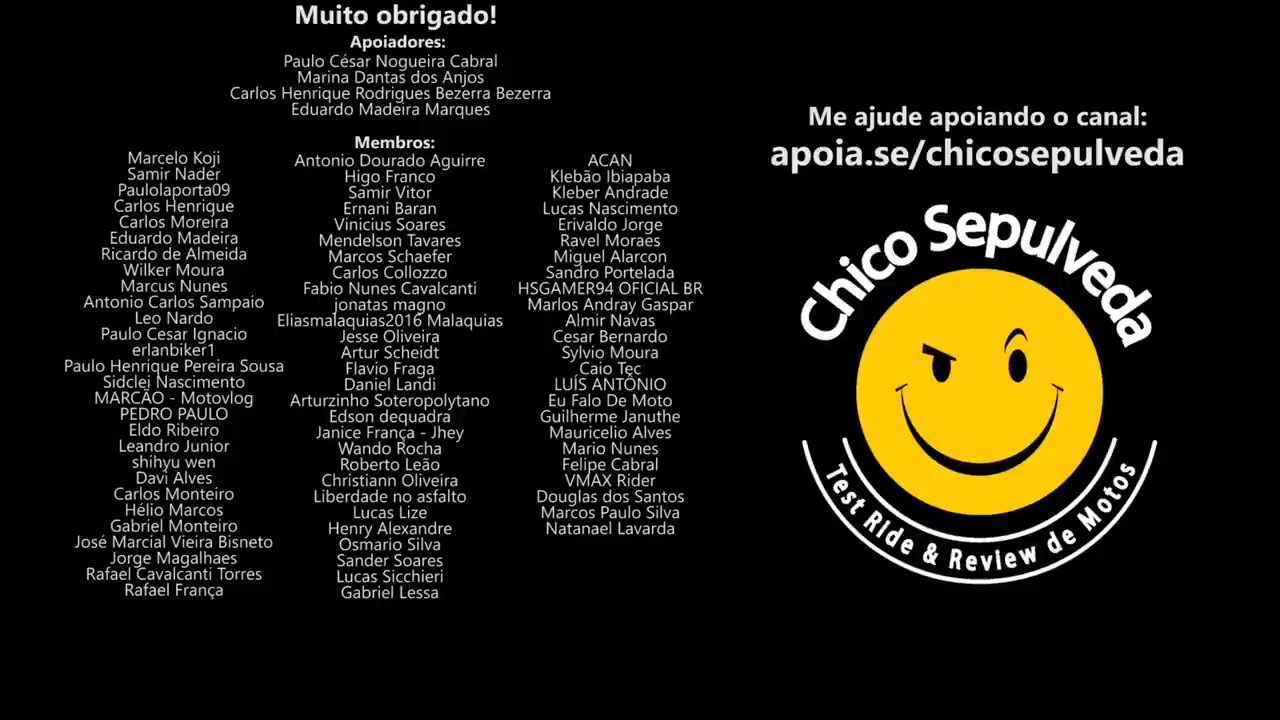 Muito obrigado!
Apoiadores:
Paulo César Nogueira Cabral
Marina Dantas dos Anjos
Carlos Henrique Rodrigues Bezerra Bezerra
Eduardo Madeira Marques
Membros:
Marcelo Koji
Samir Nader
Paulolaporta09
Carlos Henrique
Carlos Moreira
Eduardo Madeira
Ricardo de Almeida
Wilker Moura
Marcus Nunes
Antonio Carlos Sampaio
Leo Nardo
Paulo Cesar Ignacio
erlanbiker1
Paulo Henrique Pereira Sousa
Sidclei Nascimento
MARCÃO - Motovlog
PEDRO PAULO
Eldo Ribeiro
Leandro Junior
shihyu wen
Davi Alves
Carlos Monteiro
Hélio Marcos
Gabriel Monteiro
José Marcial Vieira Bisneto
Jorge Magalhaes
Rafael Cavalcanti Torres
Rafael França
Antonio Dourado Aguirre
Higo Franco
Samir Vitor
Ernani Baran
Vinicius Soares
Mendelson Tavares
Marcos Schaefer
Carlos Collozzo
Fabio Nunes Cavalcanti
jonatas magno
Eliasmalaquias2016 Malaquias
Jesse Oliveira
Artur Scheidt
Flavio Fraga
Daniel Landi
Arturzinho Soteropolytano
Edson dequadra
Janice França - Jhey
Wando Rocha
Roberto Leão
Christiann Oliveira
Liberdade no asfalto
Lucas Lize
Henry Alexandre
Osmario Silva
Sander Soares
Lucas Sicchieri
Gabriel Lessa
ACAN
Klebão Ibiapaba
Kleber Andrade
Lucas Nascimento
Erivaldo Jorge
Ravel Moraes
Miguel Alarcon
Sandro Portelada
HSGAMER94 OFICIAL BR
Marlos Andray Gaspar
Almir Navas
Cesar Bernardo
Sylvio Moura
Caio Tec
LUÍS ANTÔNIO
Eu Falo De Moto
Guilherme Januthe
Mauricelio Alves
Mario Nunes
Felipe Cabral
VMAX Rider
Douglas dos Santos
Marcos Paulo Silva
Natanael Lavarda
Me ajude apoiando o canal:
apoia.se/chicosepulveda
Chico Sepulveda
Test Ride & Review de Motos